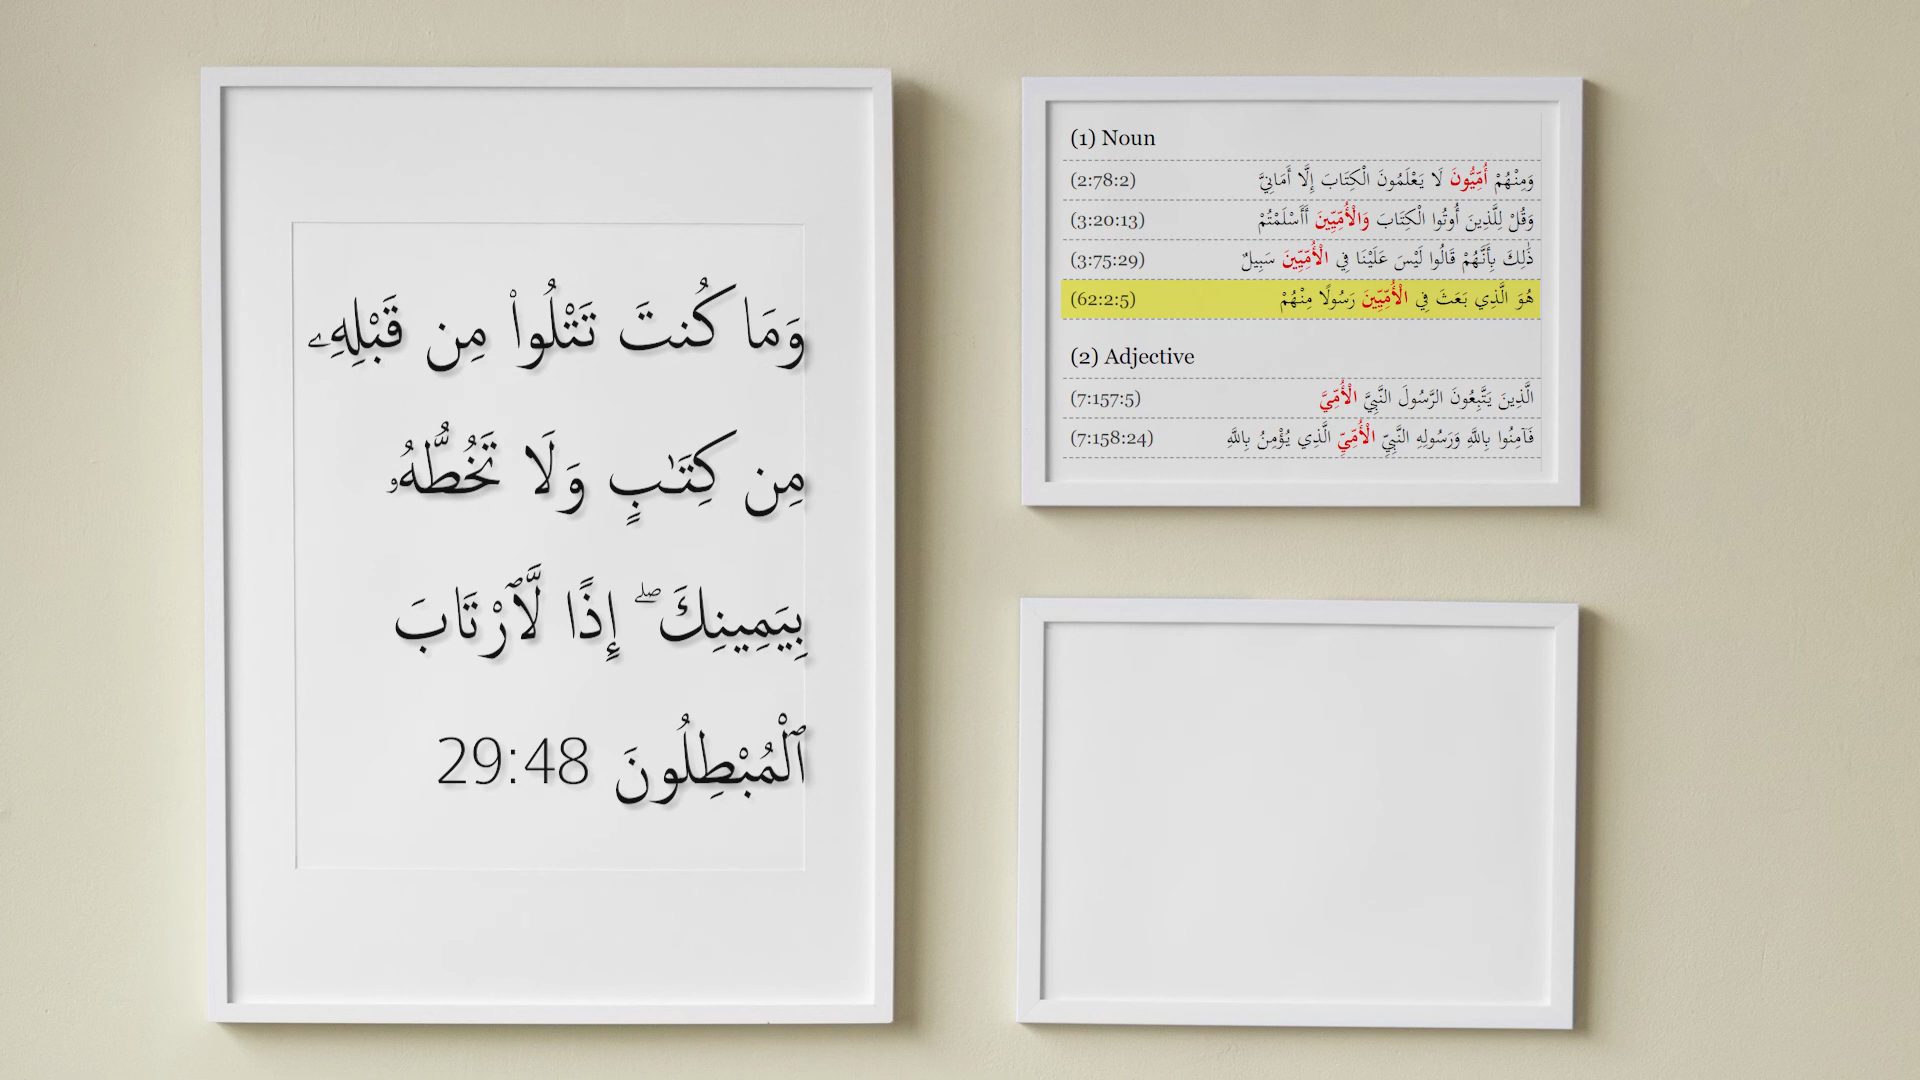 وَمَا كُنتَ تَتْلُوا۟ مِن قَبْلِهِۦ
مِن كِتَـٰبٍ وَلَا تَخُطُّهُۥ
بِيَمِينِكَ ۖ إِذًا لَّٱرْتَابَ
ٱلْمُبْطِلُونَ 29:48
(1) Noun
(2:78:2) وَمِنْهُمْ أُمِّيُّونَ لَا يَعْلَمُونَ الْكِتَابَ إِلَّا أَمَانِيَّ
(3:20:13) وَقُلْ لِلَّذِينَ أُوتُوا الْكِتَابَ وَالْأُمِّيِّينَ أَأَسْلَمْتُمْ
(3:75:29) ذَٰلِكَ بِأَنَّهُمْ قَالُوا لَيْسَ عَلَيْنَا فِي الْأُمِّيِّينَ سَبِيلٌ
(62:2:5) هُوَ الَّذِي بَعَثَ فِي الْأُمِّيِّينَ رَسُولًا مِنْهُمْ
(2) Adjective
(7:157:5) الَّذِينَ يَتَّبِعُونَ الرَّسُولَ النَّبِيَّ الْأُمِّيَّ
(7:158:24) فَآمِنُوا بِاللَّهِ وَرَسُولِهِ النَّبِيِّ الْأُمِّيِّ الَّذِي يُؤْمِنُ بِاللَّهِ